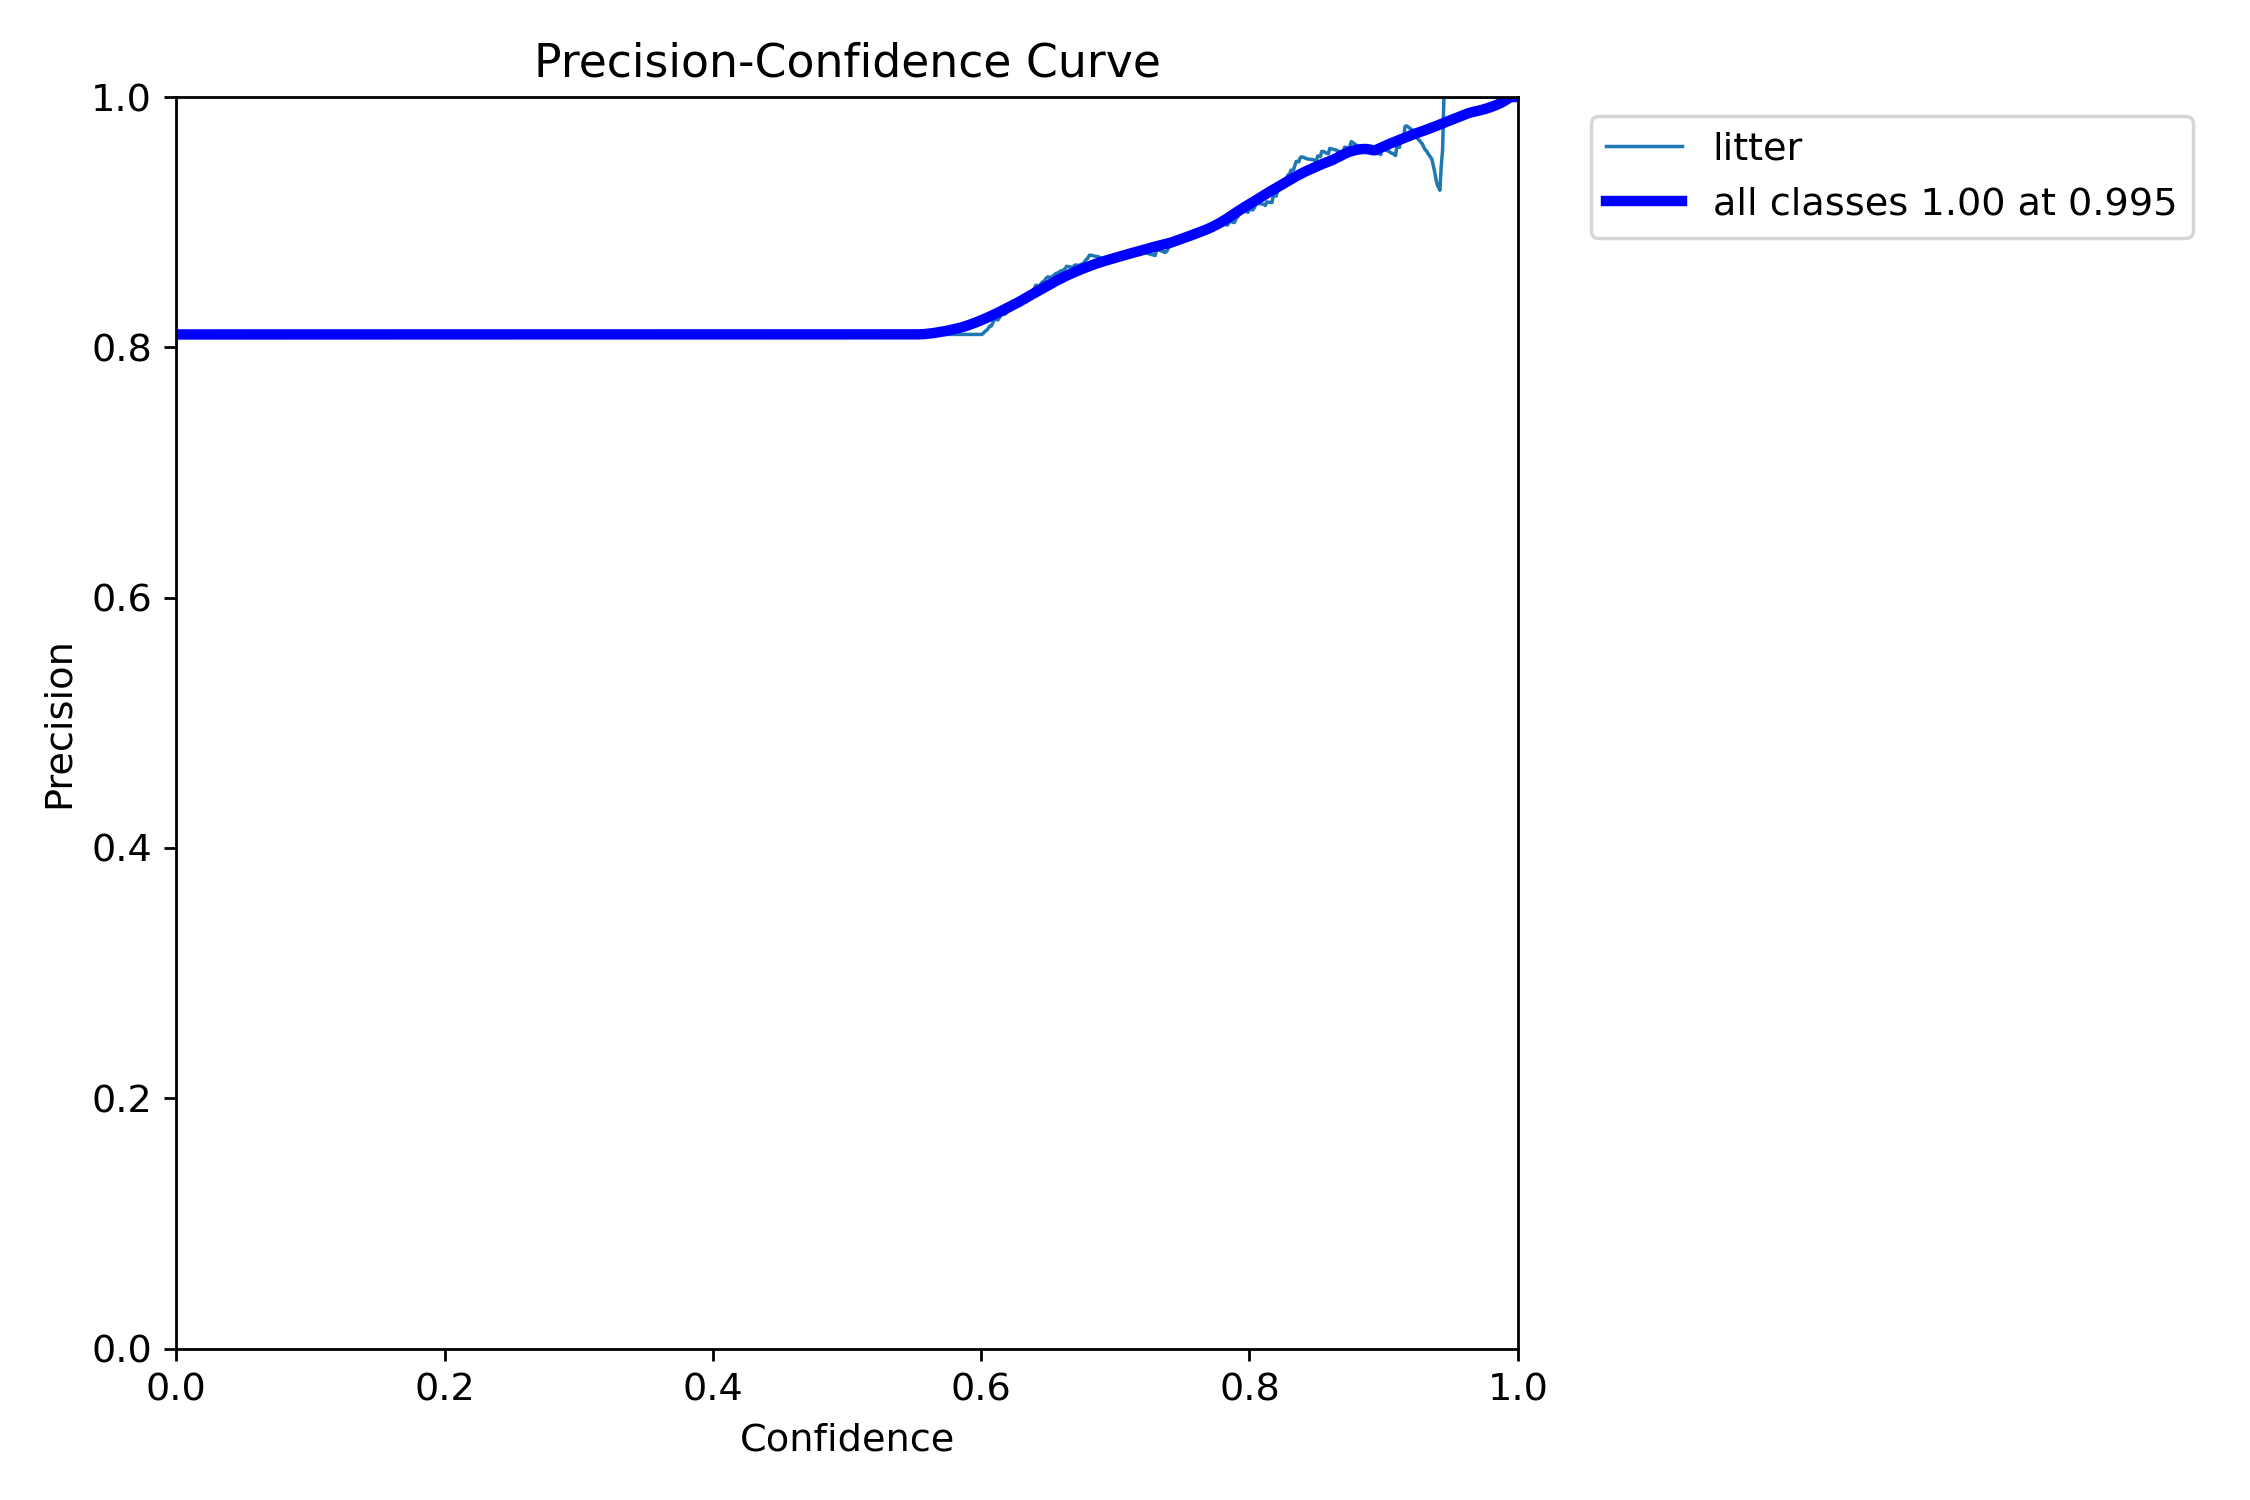 Precision-Confidence Curve
1.0
0.8
0.6
0.4
0.2
0.0
Precision
0.0 0.2 0.4 0.6 0.8 1.0
Confidence
litter
all classes 1.00 at 0.995